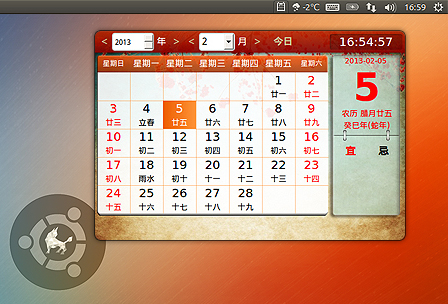 -2°C 16:59
< 2013 年 > < 2 月 > 今日 16:54:57
星期日 星期一 星期二 星期三 星期四 星期五 星期六
1 2
廿一 廿二
3 4 5 6 7 8 9
廿三 立春 廿五 廿六 廿七 廿八 廿九
10 11 12 13 14 15 16
初一 初二 初三 初四 初五 初六 初七
17 18 19 20 21 22 23
初八 雨水 初十 十一 十二 十三 十四
24 25 26 27 28
十五 十六 十七 十八 十九
2013-02-05
5
农历 腊月廿五
癸巳年(蛇年)
宜 忌